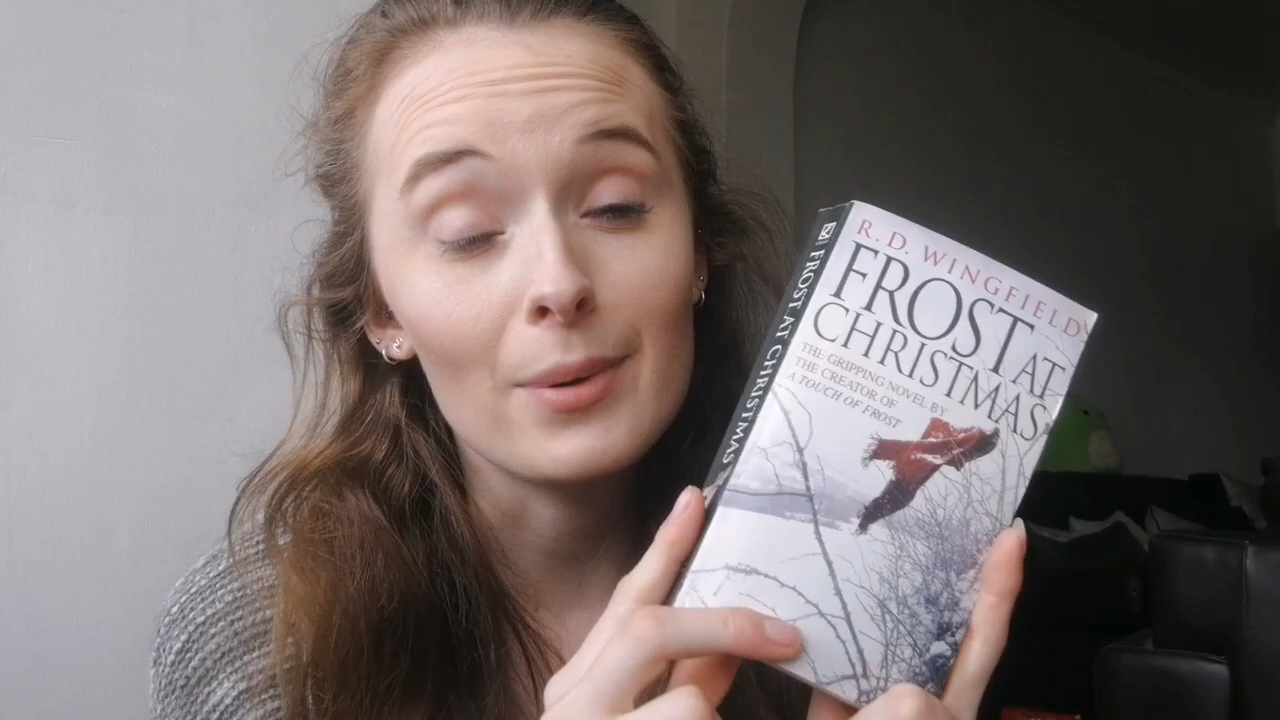 R. D. WINGFIELD
FROST AT
CHRISTMAS
THE GRIPPING NOVEL BY
THE CREATOR OF
A TOUCH OF FROST
FROST AT CHRISTMAS